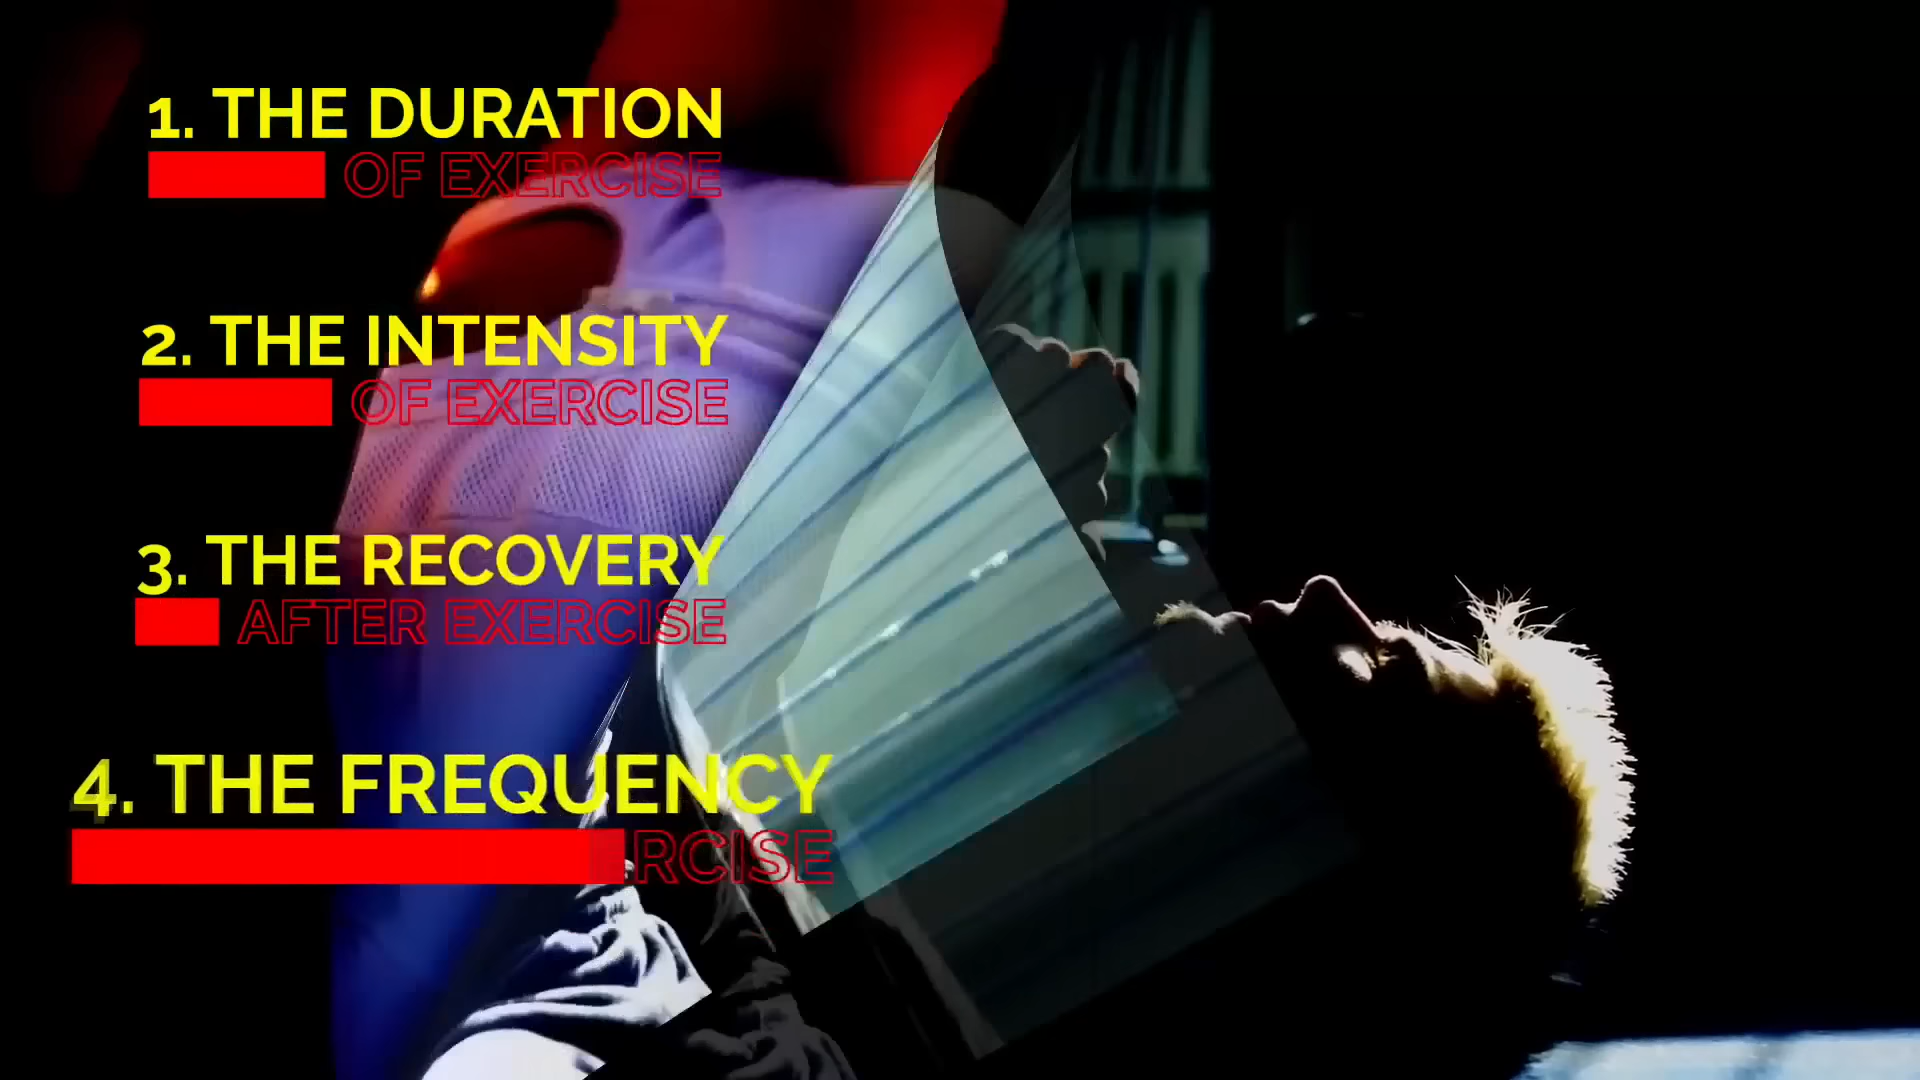 1. THE DURATION
OF EXERCISE
2. THE INTENSITY
OF EXERCISE
3. THE RECOVERY
AFTER EXERCISE
4. THE FREQUENCY
RCISE